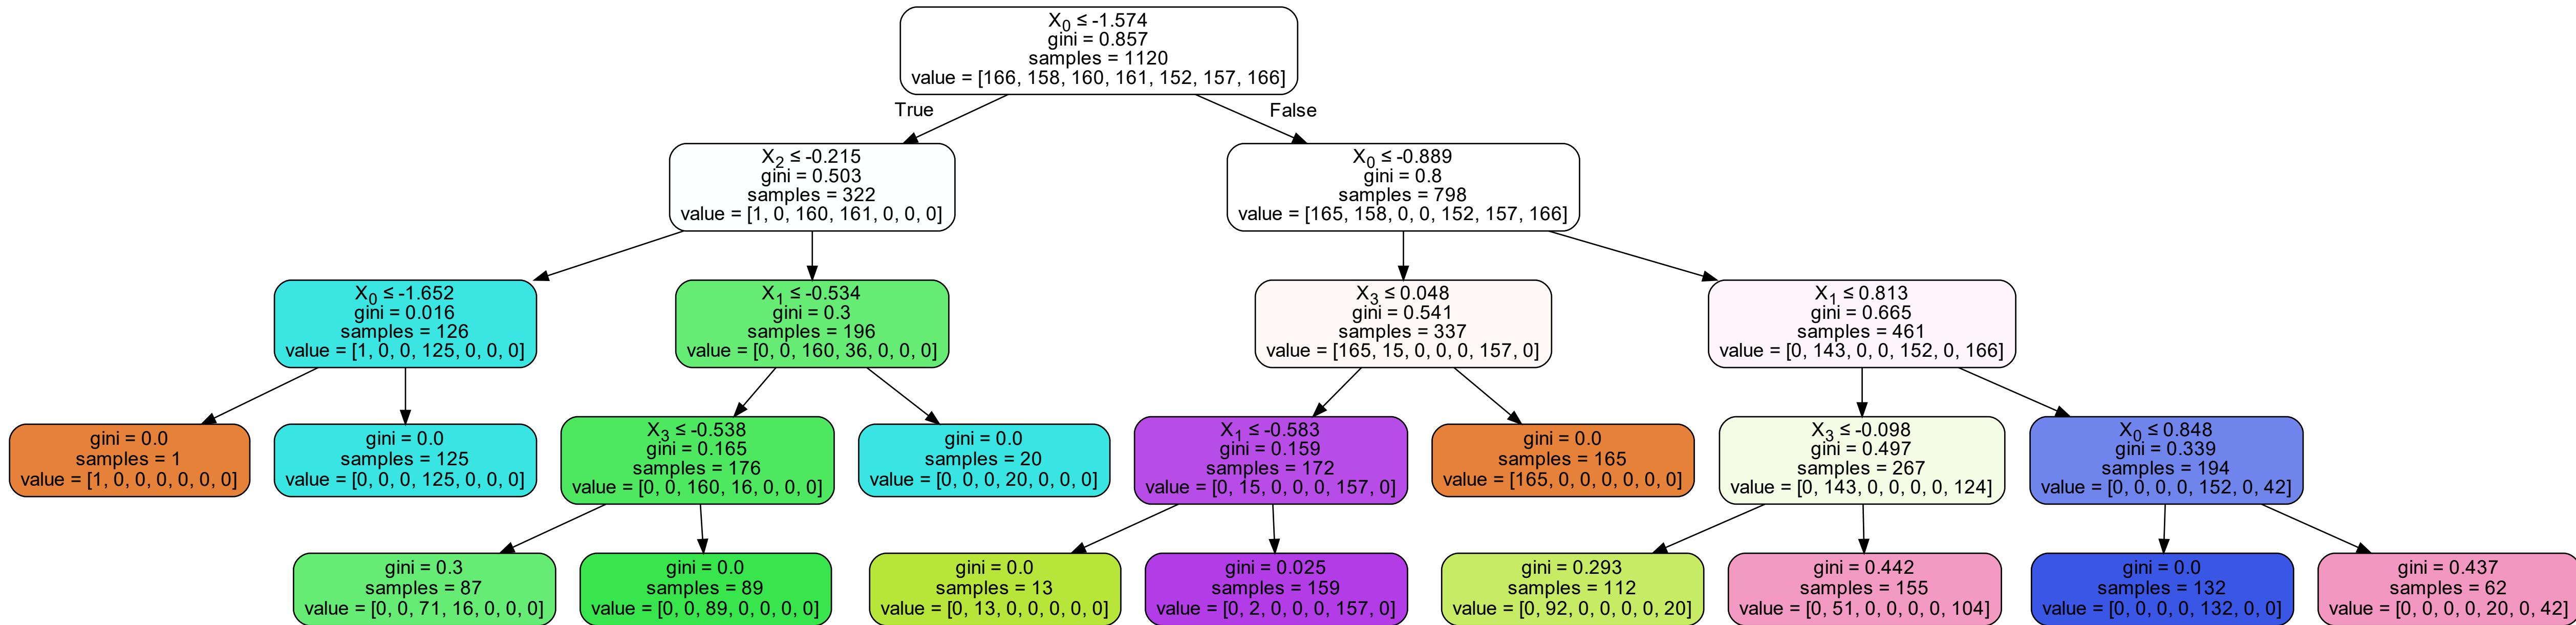 X0 ≤ -1.574
gini = 0.857
samples = 1120
value = [166, 158, 160, 161, 152, 157, 166]
True
False
X2 ≤ -0.215
gini = 0.503
samples = 322
value = [1, 0, 160, 161, 0, 0, 0]
X0 ≤ -0.889
gini = 0.8
samples = 798
value = [165, 158, 0, 0, 152, 157, 166]
X0 ≤ -1.652
gini = 0.016
samples = 126
value = [1, 0, 0, 125, 0, 0, 0]
X1 ≤ -0.534
gini = 0.3
samples = 196
value = [0, 0, 160, 36, 0, 0, 0]
X3 ≤ 0.048
gini = 0.541
samples = 337
value = [165, 15, 0, 0, 0, 157, 0]
X1 ≤ 0.813
gini = 0.665
samples = 461
value = [0, 143, 0, 0, 152, 0, 166]
gini = 0.0
samples = 1
value = [1, 0, 0, 0, 0, 0, 0]
gini = 0.0
samples = 125
value = [0, 0, 0, 125, 0, 0, 0]
X3 ≤ -0.538
gini = 0.165
samples = 176
value = [0, 0, 160, 16, 0, 0, 0]
gini = 0.0
samples = 20
value = [0, 0, 0, 20, 0, 0, 0]
X1 ≤ -0.583
gini = 0.159
samples = 172
value = [0, 15, 0, 0, 0, 157, 0]
gini = 0.0
samples = 165
value = [165, 0, 0, 0, 0, 0, 0]
X3 ≤ -0.098
gini = 0.497
samples = 267
value = [0, 143, 0, 0, 0, 0, 124]
X0 ≤ 0.848
gini = 0.339
samples = 194
value = [0, 0, 0, 0, 152, 0, 42]
gini = 0.3
samples = 87
value = [0, 0, 71, 16, 0, 0, 0]
gini = 0.0
samples = 89
value = [0, 0, 89, 0, 0, 0, 0]
gini = 0.0
samples = 13
value = [0, 13, 0, 0, 0, 0, 0]
gini = 0.025
samples = 159
value = [0, 2, 0, 0, 0, 157, 0]
gini = 0.293
samples = 112
value = [0, 92, 0, 0, 0, 0, 20]
gini = 0.442
samples = 155
value = [0, 51, 0, 0, 0, 0, 104]
gini = 0.0
samples = 132
value = [0, 0, 0, 0, 132, 0, 0]
gini = 0.437
samples = 62
value = [0, 0, 0, 0, 20, 0, 42]